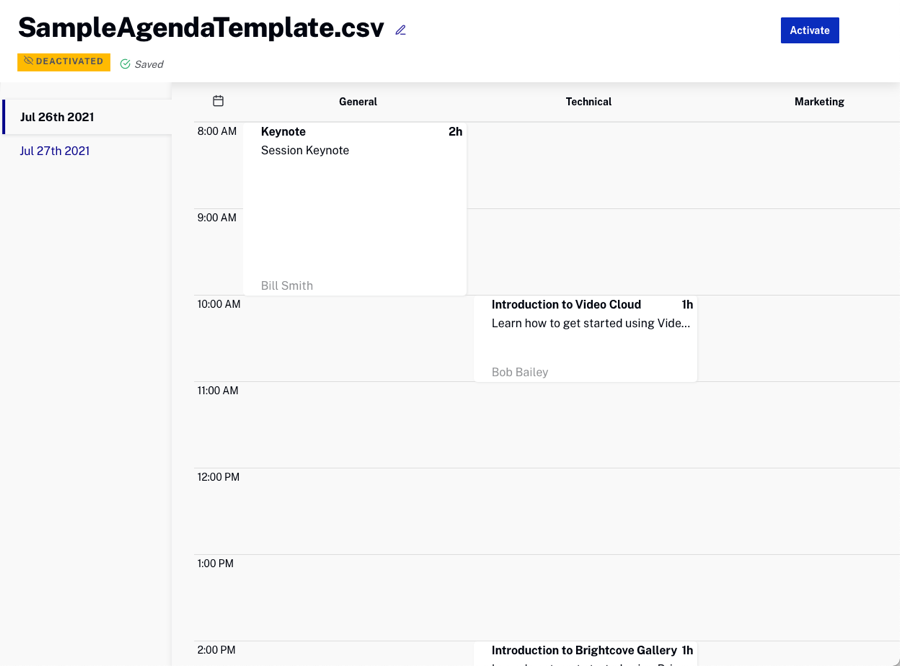 SampleAgendaTemplate.csv
Activate
DEACTIVATED
Saved
General
Technical
Marketing
Jul 26th 2021
Jul 27th 2021
8:00 AM
Keynote 2h
Session Keynote
Bill Smith
9:00 AM
10:00 AM
Introduction to Video Cloud 1h
Learn how to get started using Vide...
Bob Bailey
11:00 AM
12:00 PM
1:00 PM
2:00 PM
Introduction to Brightcove Gallery 1h